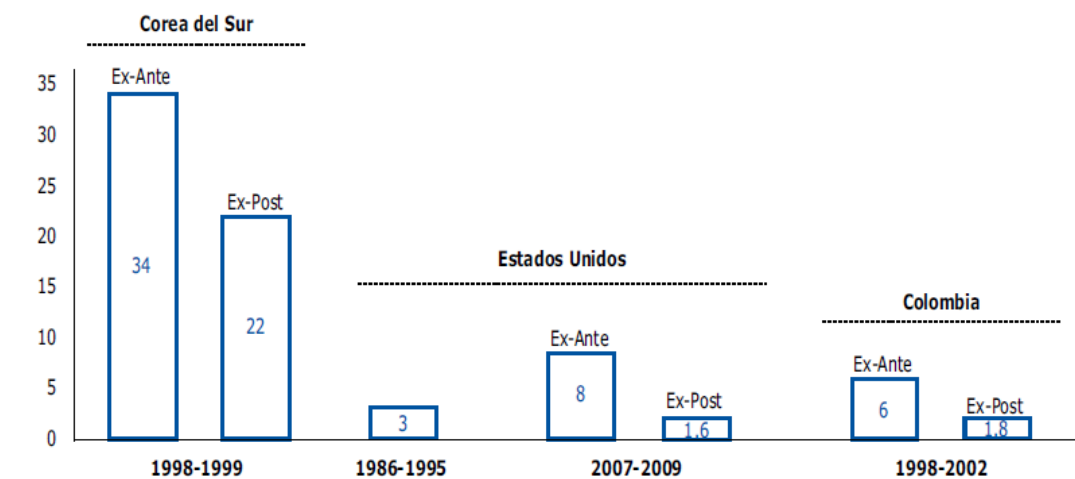 Corea del Sur
35
Ex-Ante
30
25
Ex-Post
20
Estados Unidos
34
15
Colombia
22
10
Ex-Ante
Ex-Ante
5
8
Ex-Post
6
Ex-Post
3
1.6
1.8
0
1998-1999
1986-1995
2007-2009
1998-2002